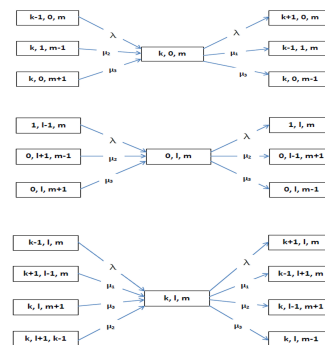 k-1, 0, m
k+1, 0, m
λ
λ
k, 1, m-1
μ₂
k, 0, m
μ₁
k-1, 1, m
μ₃
μ₃
k, 0, m+1
k, 0, m-1
1, l-1, m
1, l, m
λ
λ
0, l+1, m-1
μ₂
0, l, m
μ₂
0, l-1, m+1
μ₃
μ₃
0, l, m+1
0, l, m-1
k-1, l, m
k+1, l, m
λ
λ
k+1, l-1, m
μ₁
μ₁
k-1, l+1, m
k, l, m
k, l, m+1
μ₃
μ₂
k, l-1, m+1
μ₂
μ₃
k, l+1, k-1
k, l, m-1